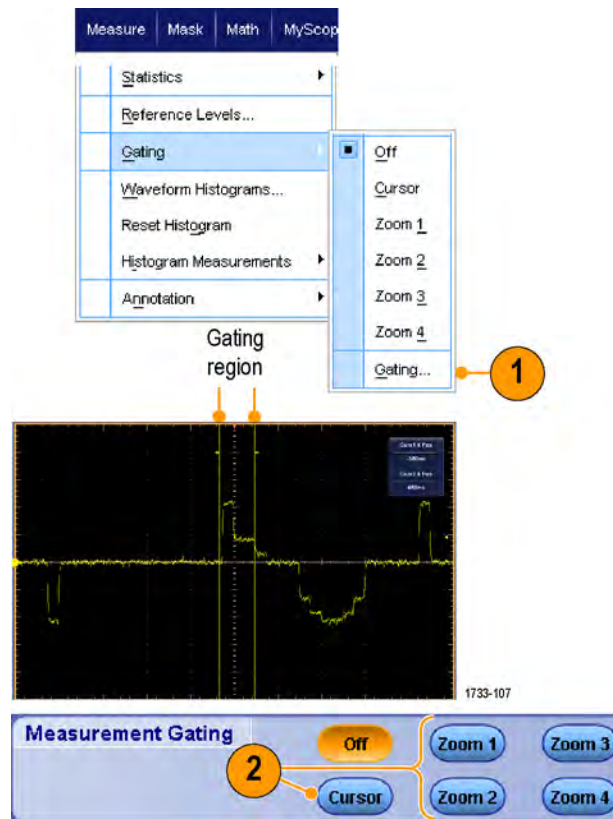 Measure Mask Math MyScop
Statistics
Reference Levels...
Gating
Waveform Histograms...
Reset Histogram
Histogram Measurements
Annotation
Off
Cursor
Zoom 1
Zoom 2
Zoom 3
Zoom 4
Gating...
1
Gating
region
1733-107
Measurement Gating
Off
Zoom 1
Zoom 3
2
Cursor
Zoom 2
Zoom 4